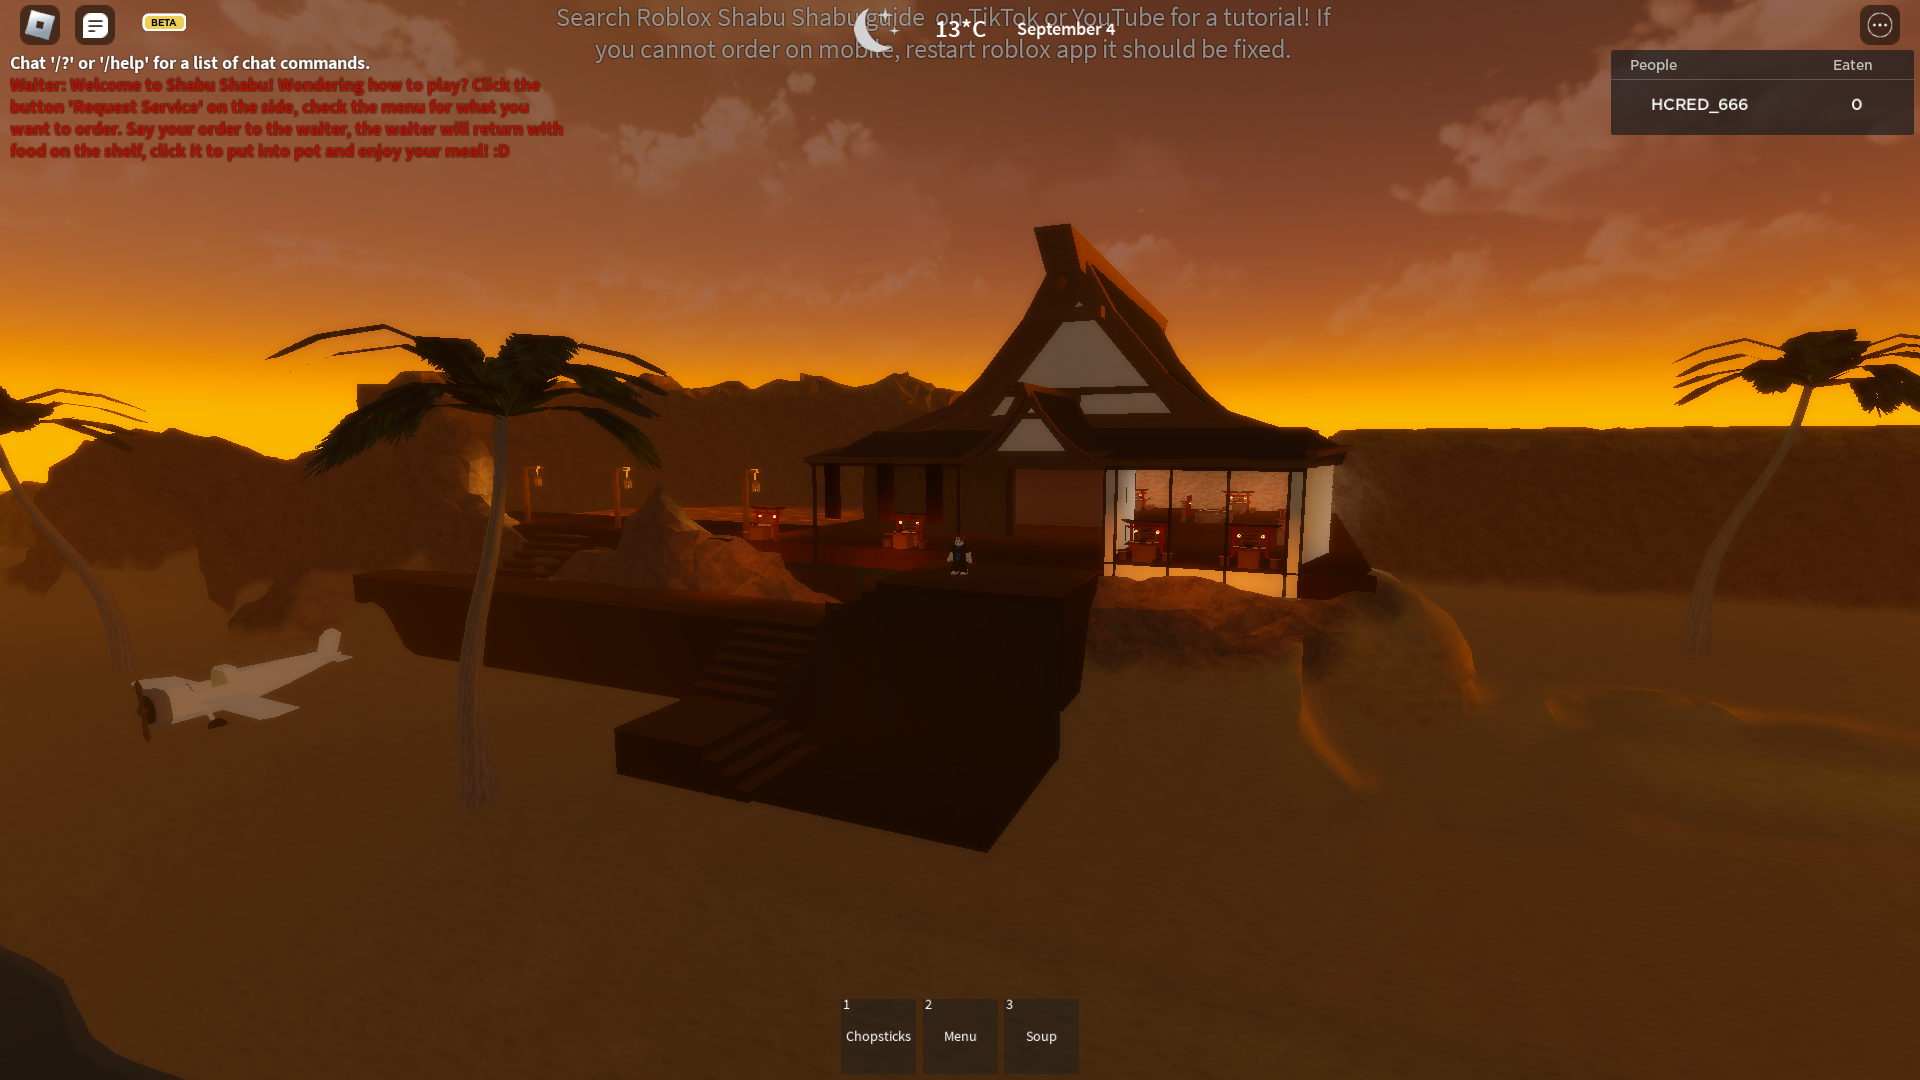 BETA
Search Roblox Shabu Shabu guide on TikTok or YouTube for a tutorial! If
you cannot order on mobile, restart roblox app it should be fixed.
13*C
September 4
Chat '/?' or '/help' for a list of chat commands.
Waiter: Welcome to Shabu Shabu! Wondering how to play? Click the
button 'Request Service' on the side, check the menu for what you
want to order. Say your order to the waiter, the waiter will return with
food on the shelf, click it to put into pot and enjoy your meal! :D
People Eaten
HCRED_666 0
1 2 3
Chopsticks Menu Soup